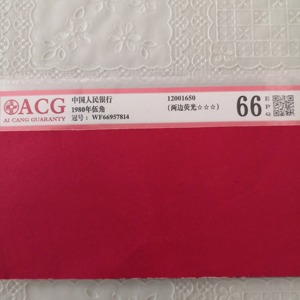 ACG
AI CANG GUARANTY
中国人民银行
1980年伍角
冠号：WF66957814
12001650
(两边荧光☆☆☆)
66
E
P
Q